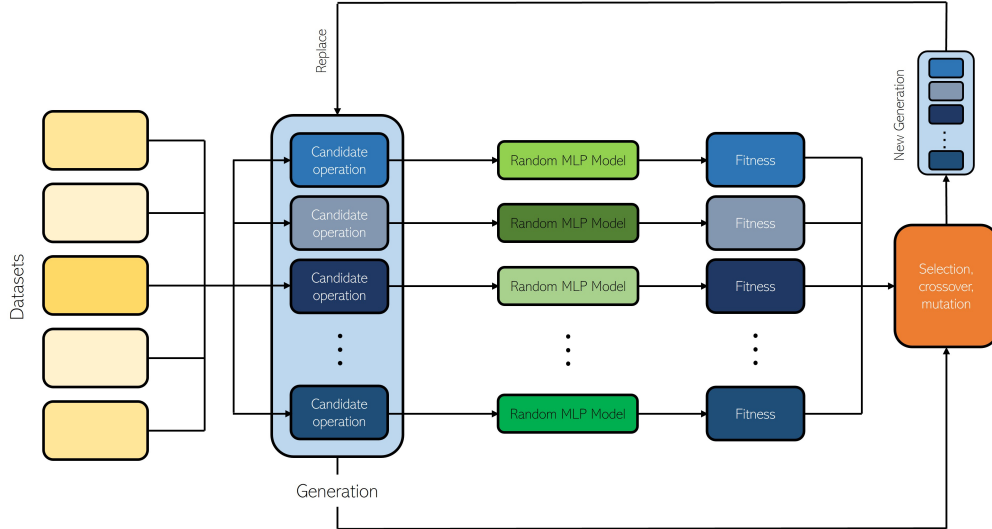 Replace
New Generation
Datasets
Candidate
operation
Random MLP Model
Fitness
Candidate
operation
Random MLP Model
Fitness
Candidate
operation
Random MLP Model
Fitness
Selection,
crossover,
mutation
Candidate
operation
Random MLP Model
Fitness
Generation